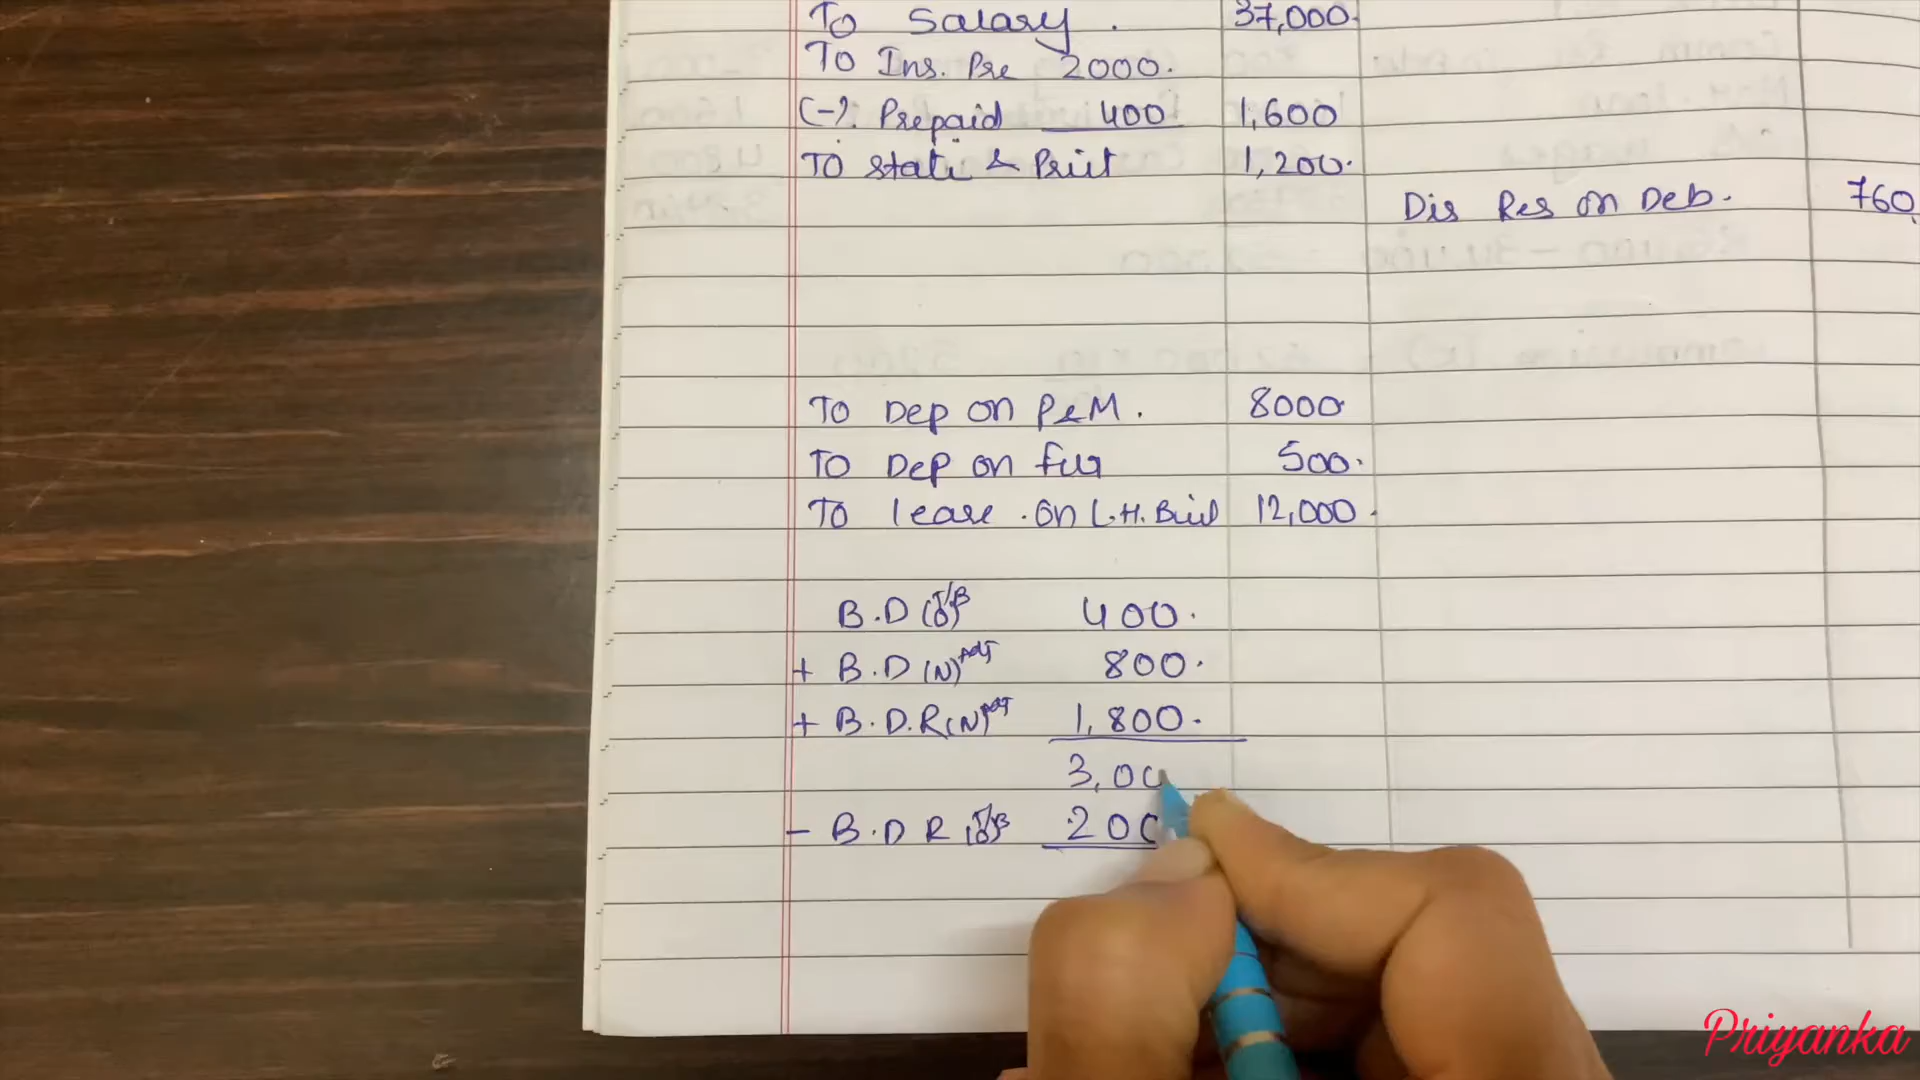 To Salary. 37,000.
To Ins. Pre 2000.
(-). Prepaid 400 1,600
To Stati & Print 1,200.
Dis Res on Deb. 760.
To Dep on P&M. 8000
To Dep on fur 500.
To lease. on L.H. Buil 12,000.
B.D (O) T/B 400.
+ B.D (N) Adj 800.
+ B.D.R (N) Adj 1,800.
3,00
- B.D R (O) T/B 200
Priyanka